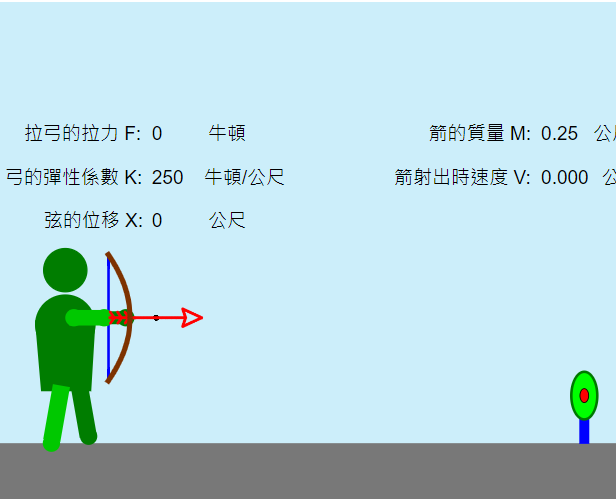 拉弓的拉力 F: 0 牛頓 箭的質量 M: 0.25 公
弓的彈性係數 K: 250 牛頓/公尺 箭射出時速度 V: 0.000 公
弦的位移 X: 0 公尺